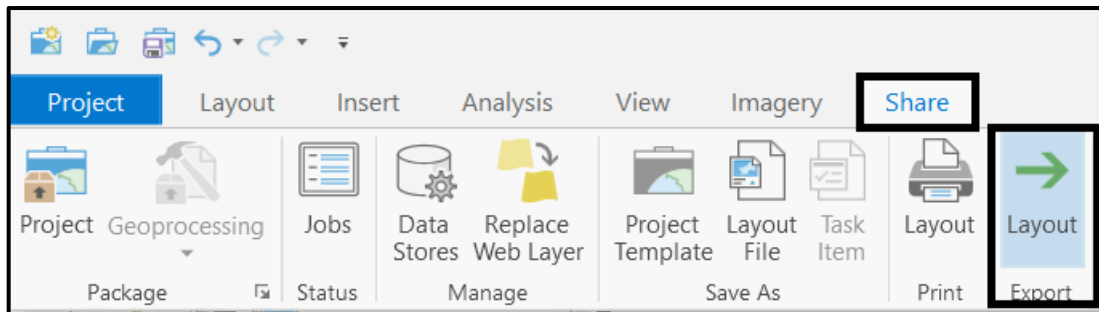 Project Layout Insert Analysis View Imagery Share
Project Geoprocessing Jobs Data Replace Project Layout Task Layout Layout
Stores Web Layer Template File Item
Package Status Manage Save As Print Export